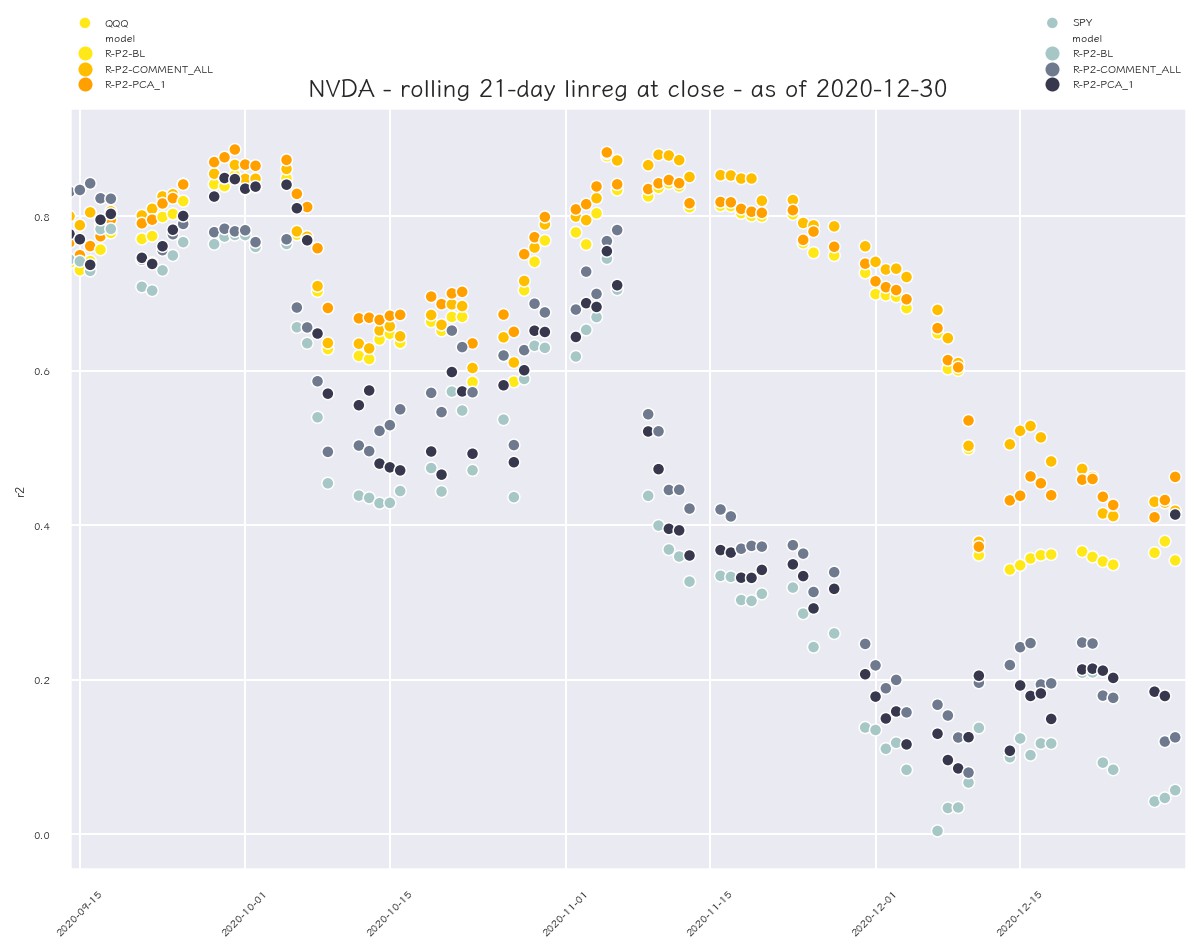 QQQ
model
R-P2-BL
R-P2-COMMENT_ALL
R-P2-PCA_1
SPY
model
R-P2-BL
R-P2-COMMENT_ALL
R-P2-PCA_1
NVDA - rolling 21-day linreg at close - as of 2020-12-30
r2
0.8
0.6
0.4
0.2
0.0
2020-09-15
2020-10-01
2020-10-15
2020-11-01
2020-11-15
2020-12-01
2020-12-15